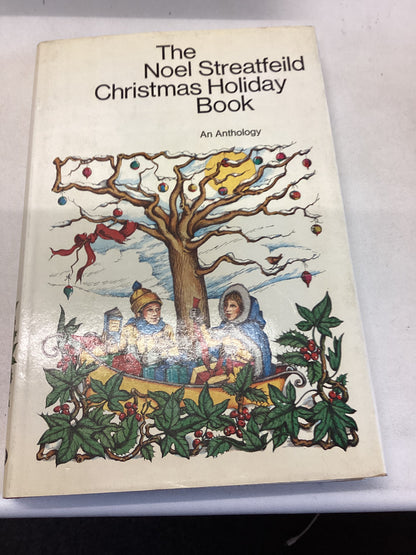 The
Noel Streatfeild
Christmas Holiday
Book
An Anthology